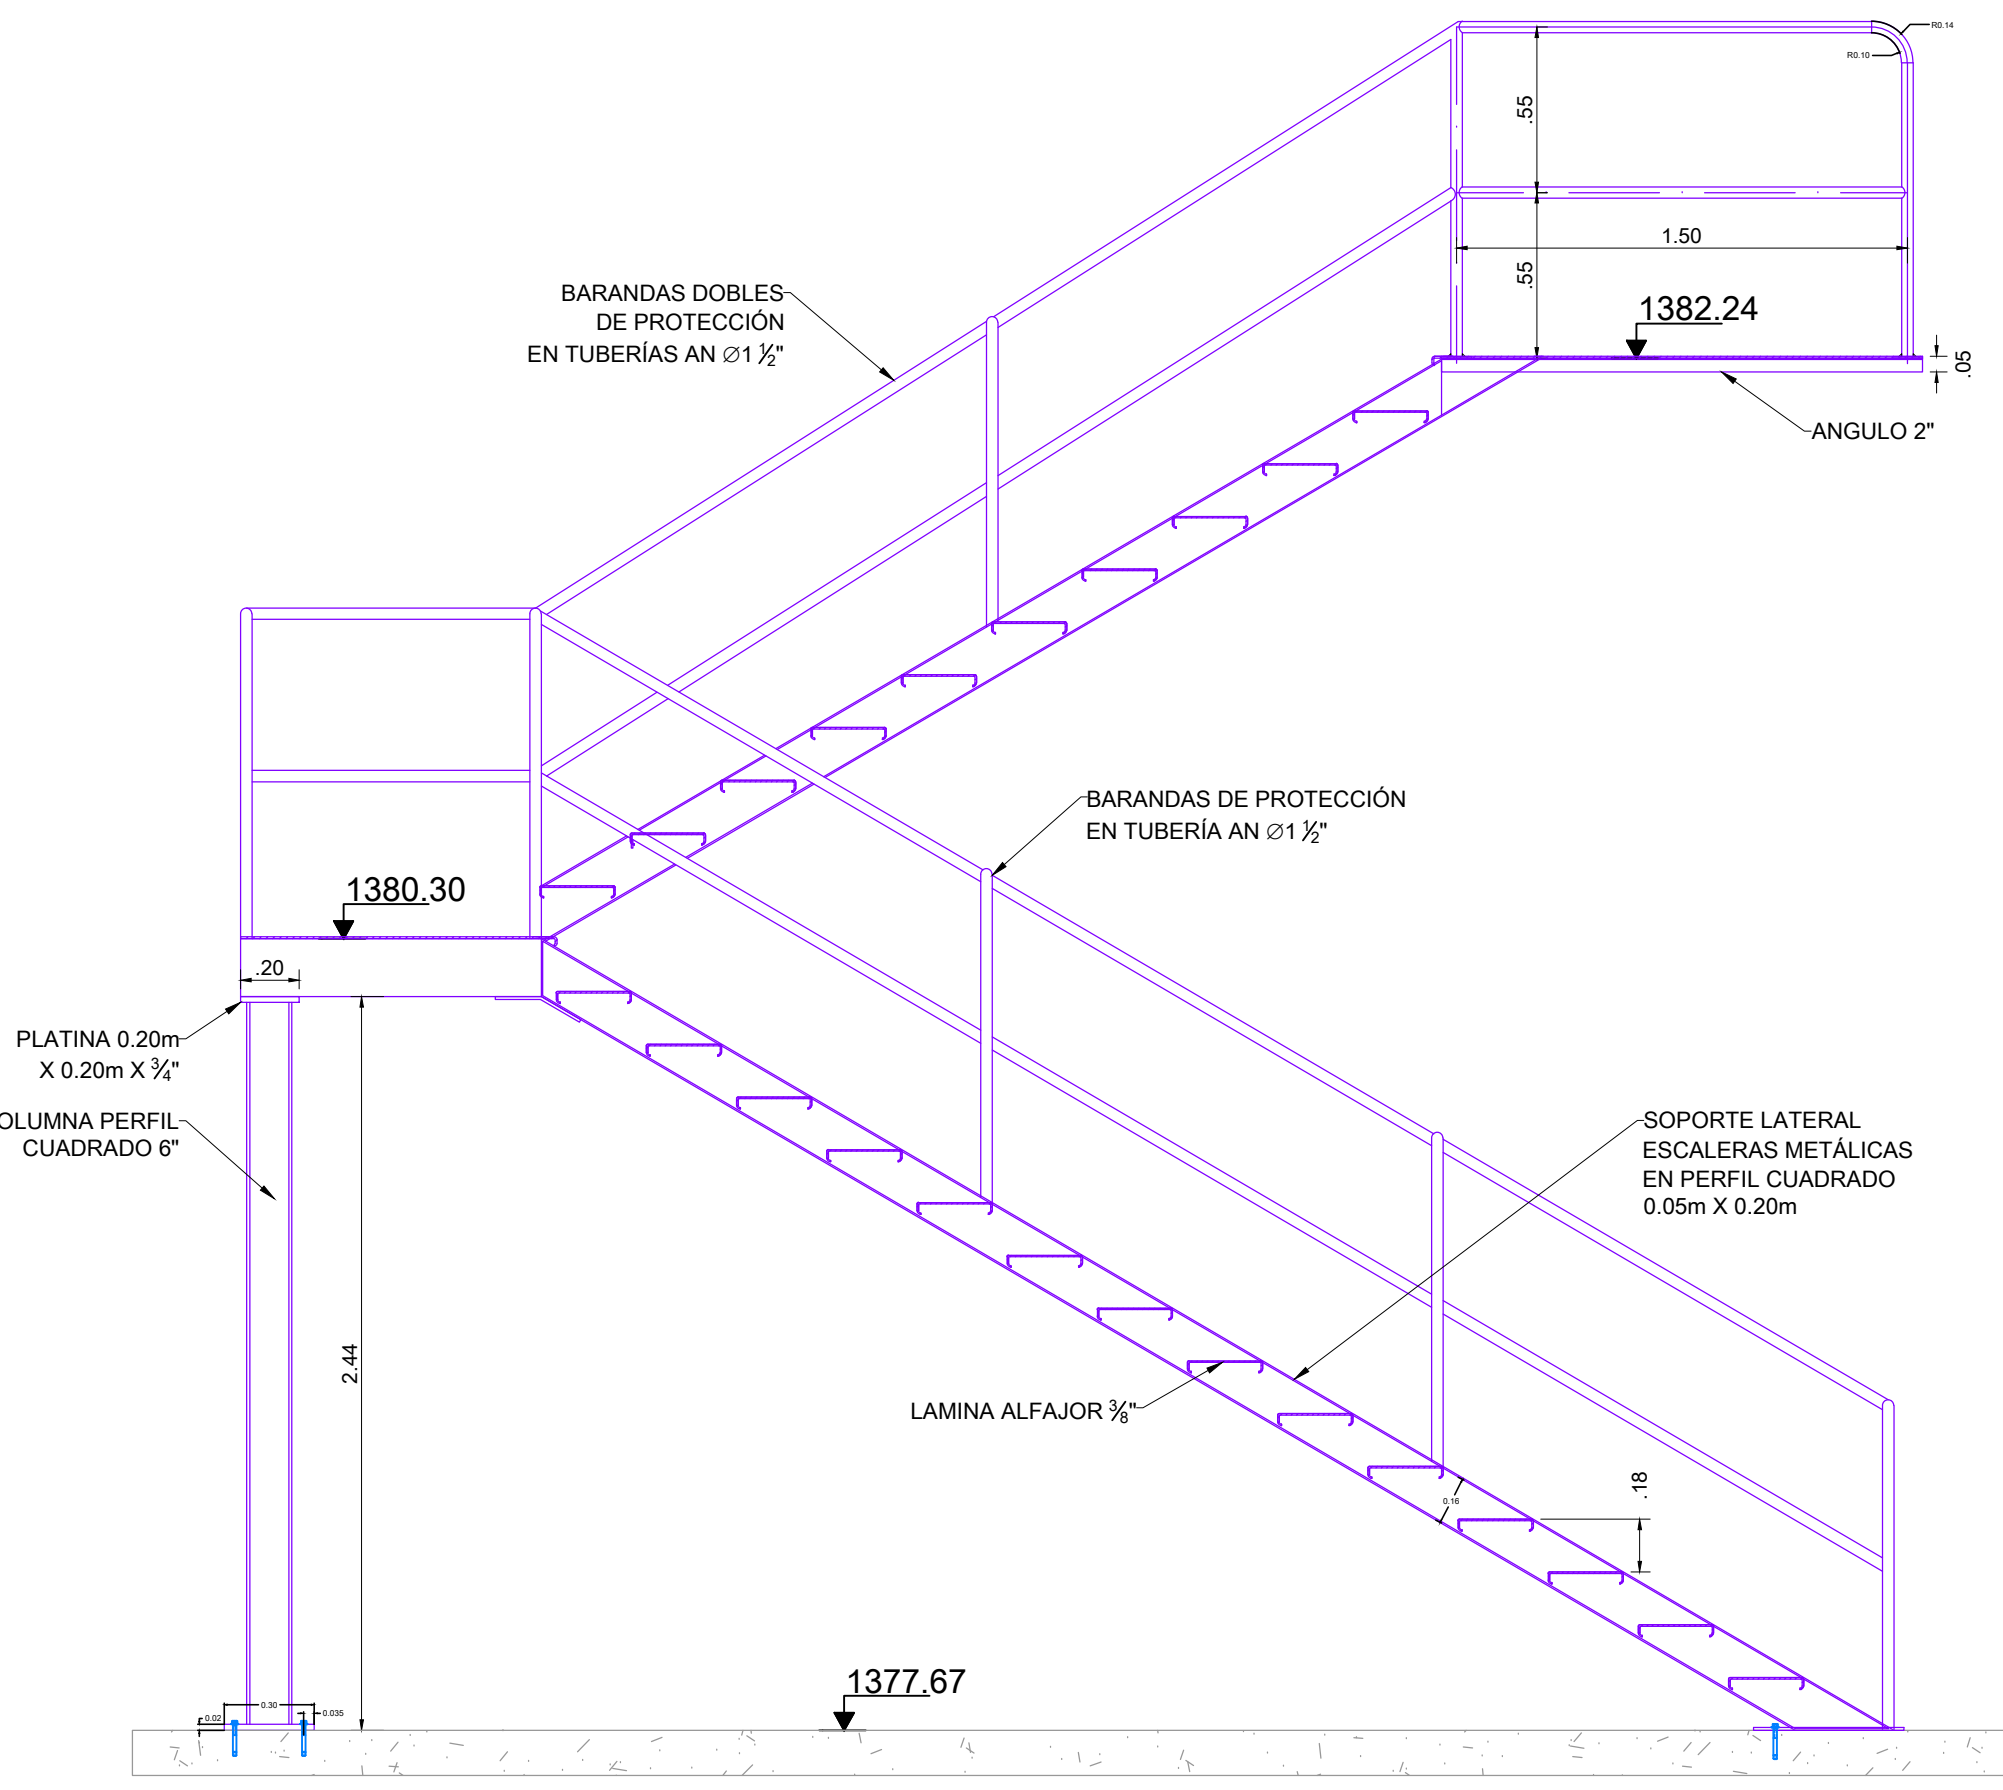 R0.14
R0.10
.55
1.50
.55
1382.24
.05
ANGULO 2"
BARANDAS DOBLES
DE PROTECCIÓN
EN TUBERÍAS AN ∅1 ½"
BARANDAS DE PROTECCIÓN
EN TUBERÍA AN ∅1 ½"
1380.30
.20
PLATINA 0.20m
X 0.20m X ¾"
OLUMNA PERFIL
CUADRADO 6"
SOPORTE LATERAL
ESCALERAS METÁLICAS
EN PERFIL CUADRADO
0.05m X 0.20m
2.44
LAMINA ALFAJOR ⅜"
.18
0.16
1377.67
0.30
0.02
0.035